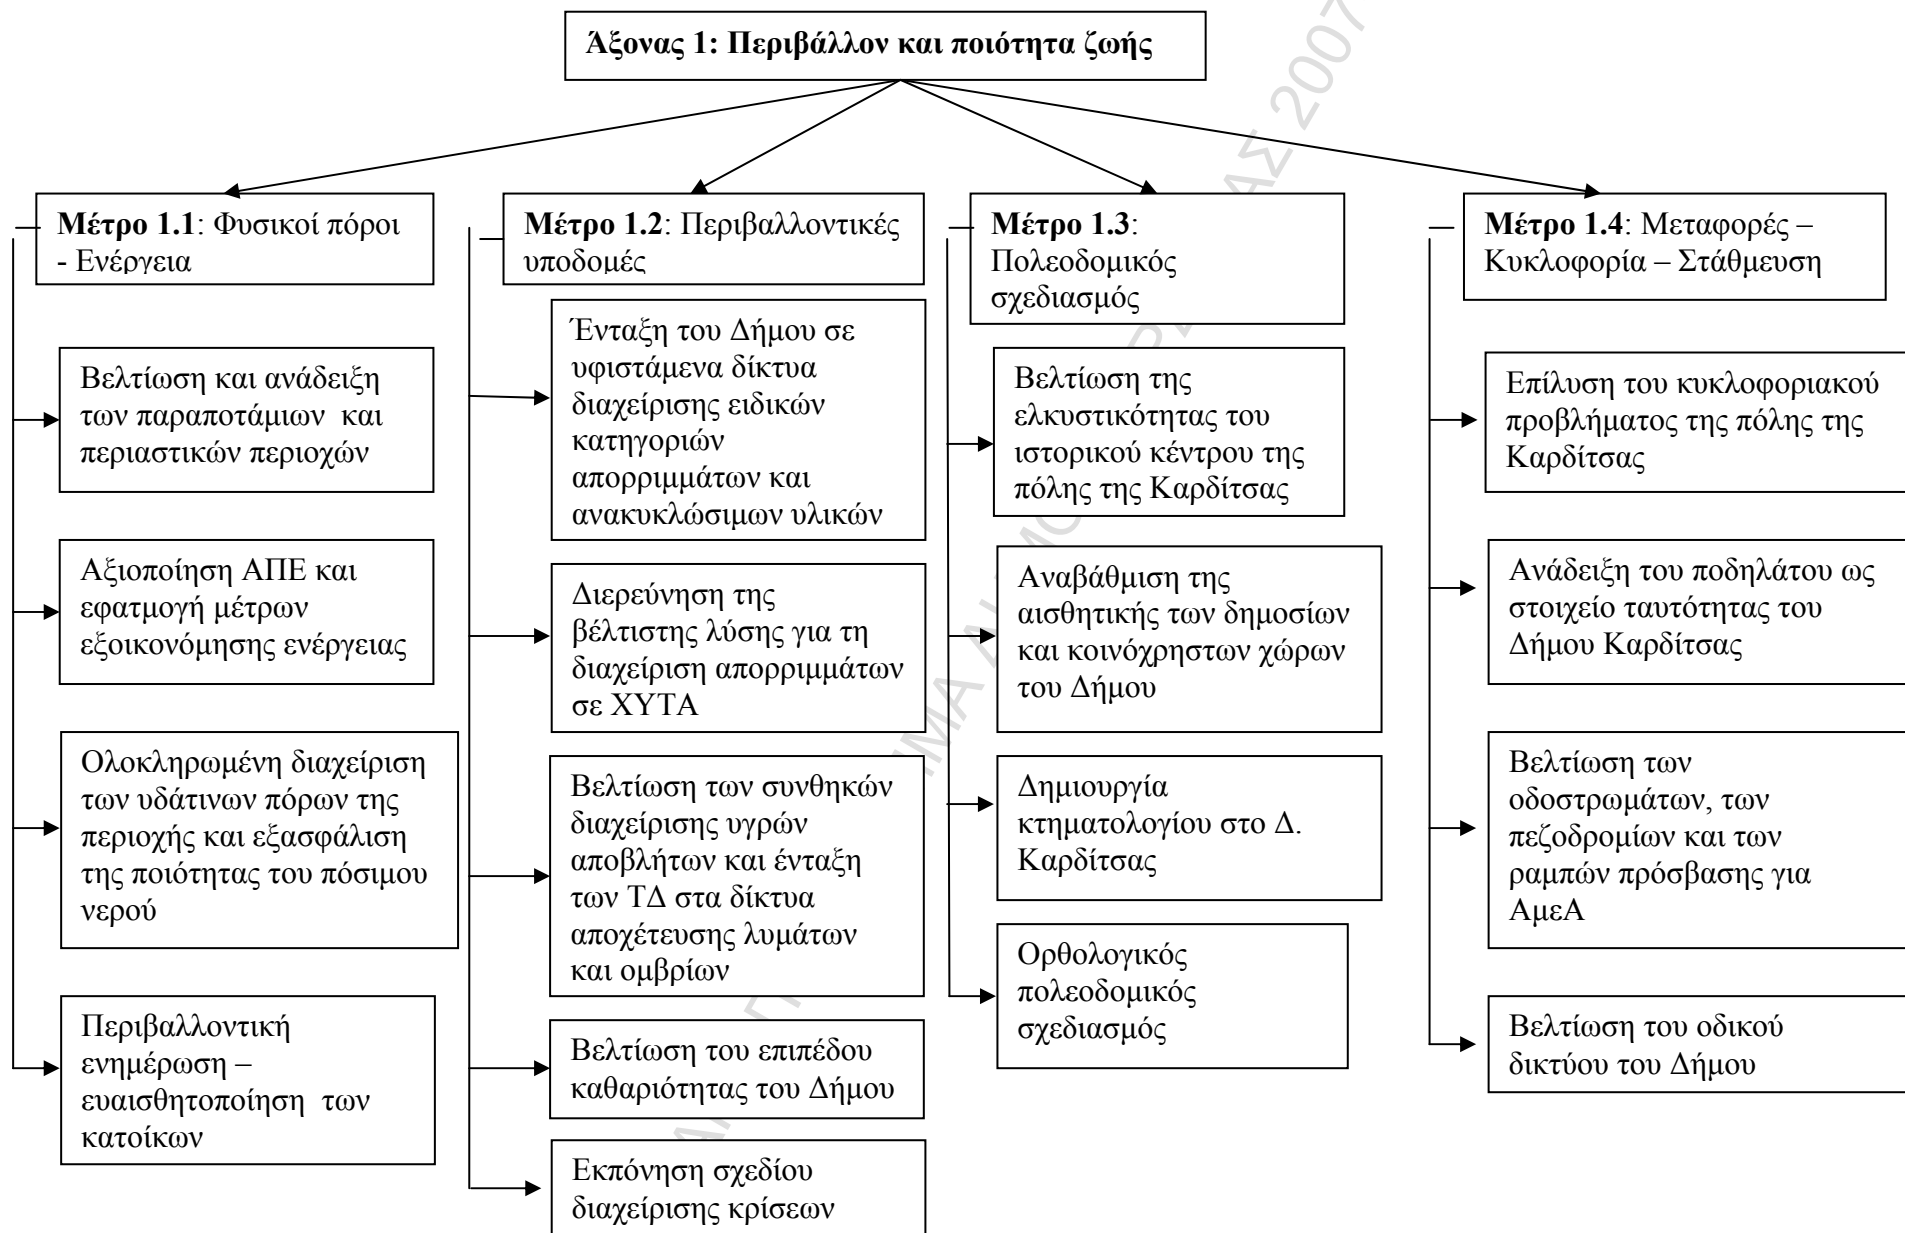 Άξονας 1: Περιβάλλον και ποιότητα ζωής
Μέτρο 1.1: Φυσικοί πόροι
- Ενέργεια
Βελτίωση και ανάδειξη
των παραποτάμιων και
περιαστικών περιοχών
Αξιοποίηση ΑΠΕ και
εφατμογή μέτρων
εξοικονόμησης ενέργειας
Ολοκληρωμένη διαχείριση
των υδάτινων πόρων της
περιοχής και εξασφάλιση
της ποιότητας του πόσιμου
νερού
Περιβαλλοντική
ενημέρωση –
ευαισθητοποίηση των
κατοίκων
Μέτρο 1.2: Περιβαλλοντικές
υποδομές
Ένταξη του Δήμου σε
υφιστάμενα δίκτυα
διαχείρισης ειδικών
κατηγοριών
απορριμμάτων και
ανακυκλώσιμων υλικών
Διερεύνηση της
βέλτιστης λύσης για τη
διαχείριση απορριμμάτων
σε ΧΥΤΑ
Βελτίωση των συνθηκών
διαχείρισης υγρών
αποβλήτων και ένταξη
των ΤΔ στα δίκτυα
αποχέτευσης λυμάτων
και ομβρίων
Βελτίωση του επιπέδου
καθαριότητας του Δήμου
Εκπόνηση σχεδίου
διαχείρισης κρίσεων
Μέτρο 1.3:
Πολεοδομικός
σχεδιασμός
Βελτίωση της
ελκυστικότητας του
ιστορικού κέντρου της
πόλης της Καρδίτσας
Αναβάθμιση της
αισθητικής των δημοσίων
και κοινόχρηστων χώρων
του Δήμου
Δημιουργία
κτηματολογίου στο Δ.
Καρδίτσας
Ορθολογικός
πολεοδομικός
σχεδιασμός
Μέτρο 1.4: Μεταφορές –
Κυκλοφορία – Στάθμευση
Επίλυση του κυκλοφοριακού
προβλήματος της πόλης της
Καρδίτσας
Ανάδειξη του ποδηλάτου ως
στοιχείο ταυτότητας του
Δήμου Καρδίτσας
Βελτίωση των
οδοστρωμάτων, των
πεζοδρομίων και των
ραμπών πρόσβασης για
ΑμεΑ
Βελτίωση του οδικού
δικτύου του Δήμου